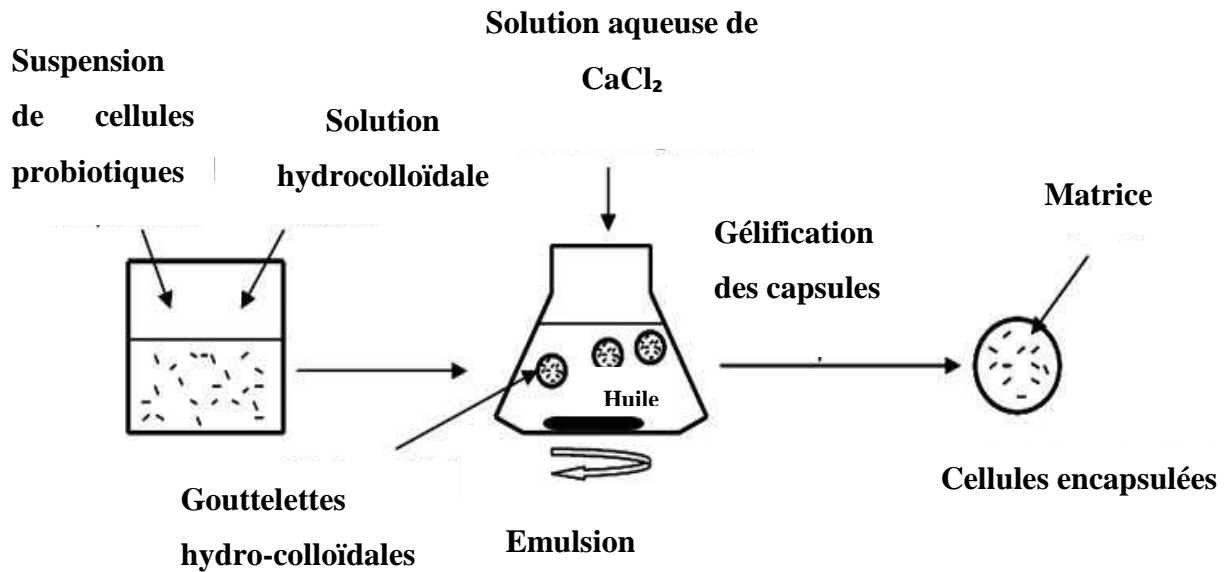 Solution aqueuse de
CaCl₂
Suspension
de cellules
probiotiques
Solution
hydrocolloïdale
Matrice
Gélification
des capsules
Huile
Gouttelettes
hydro-colloïdales
Emulsion
Cellules encapsulées